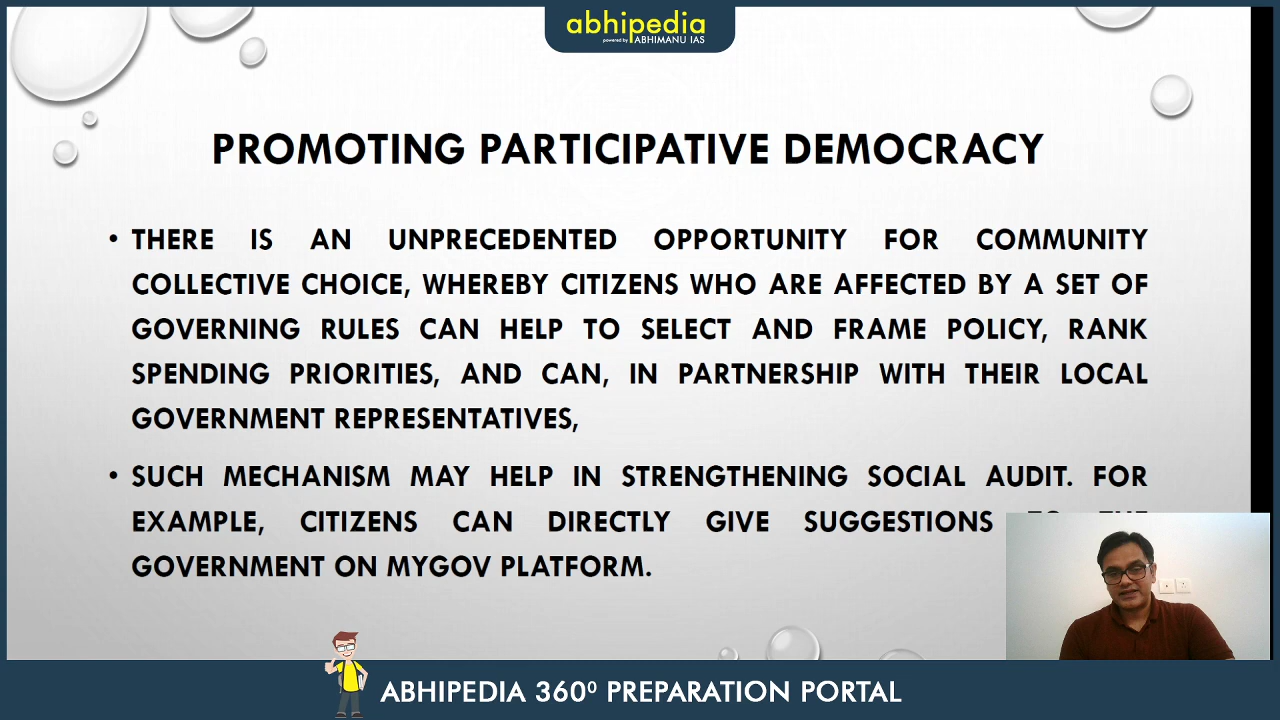 abhipedia
powered by ABHIMANU IAS
PROMOTING PARTICIPATIVE DEMOCRACY
• THERE IS AN UNPRECEDENTED OPPORTUNITY FOR COMMUNITY
COLLECTIVE CHOICE, WHEREBY CITIZENS WHO ARE AFFECTED BY A SET OF
GOVERNING RULES CAN HELP TO SELECT AND FRAME POLICY, RANK
SPENDING PRIORITIES, AND CAN, IN PARTNERSHIP WITH THEIR LOCAL
GOVERNMENT REPRESENTATIVES,
• SUCH MECHANISM MAY HELP IN STRENGTHENING SOCIAL AUDIT. FOR
EXAMPLE, CITIZENS CAN DIRECTLY GIVE SUGGESTIONS TO THE
GOVERNMENT ON MYGOV PLATFORM.
ABHIPEDIA 360⁰ PREPARATION PORTAL